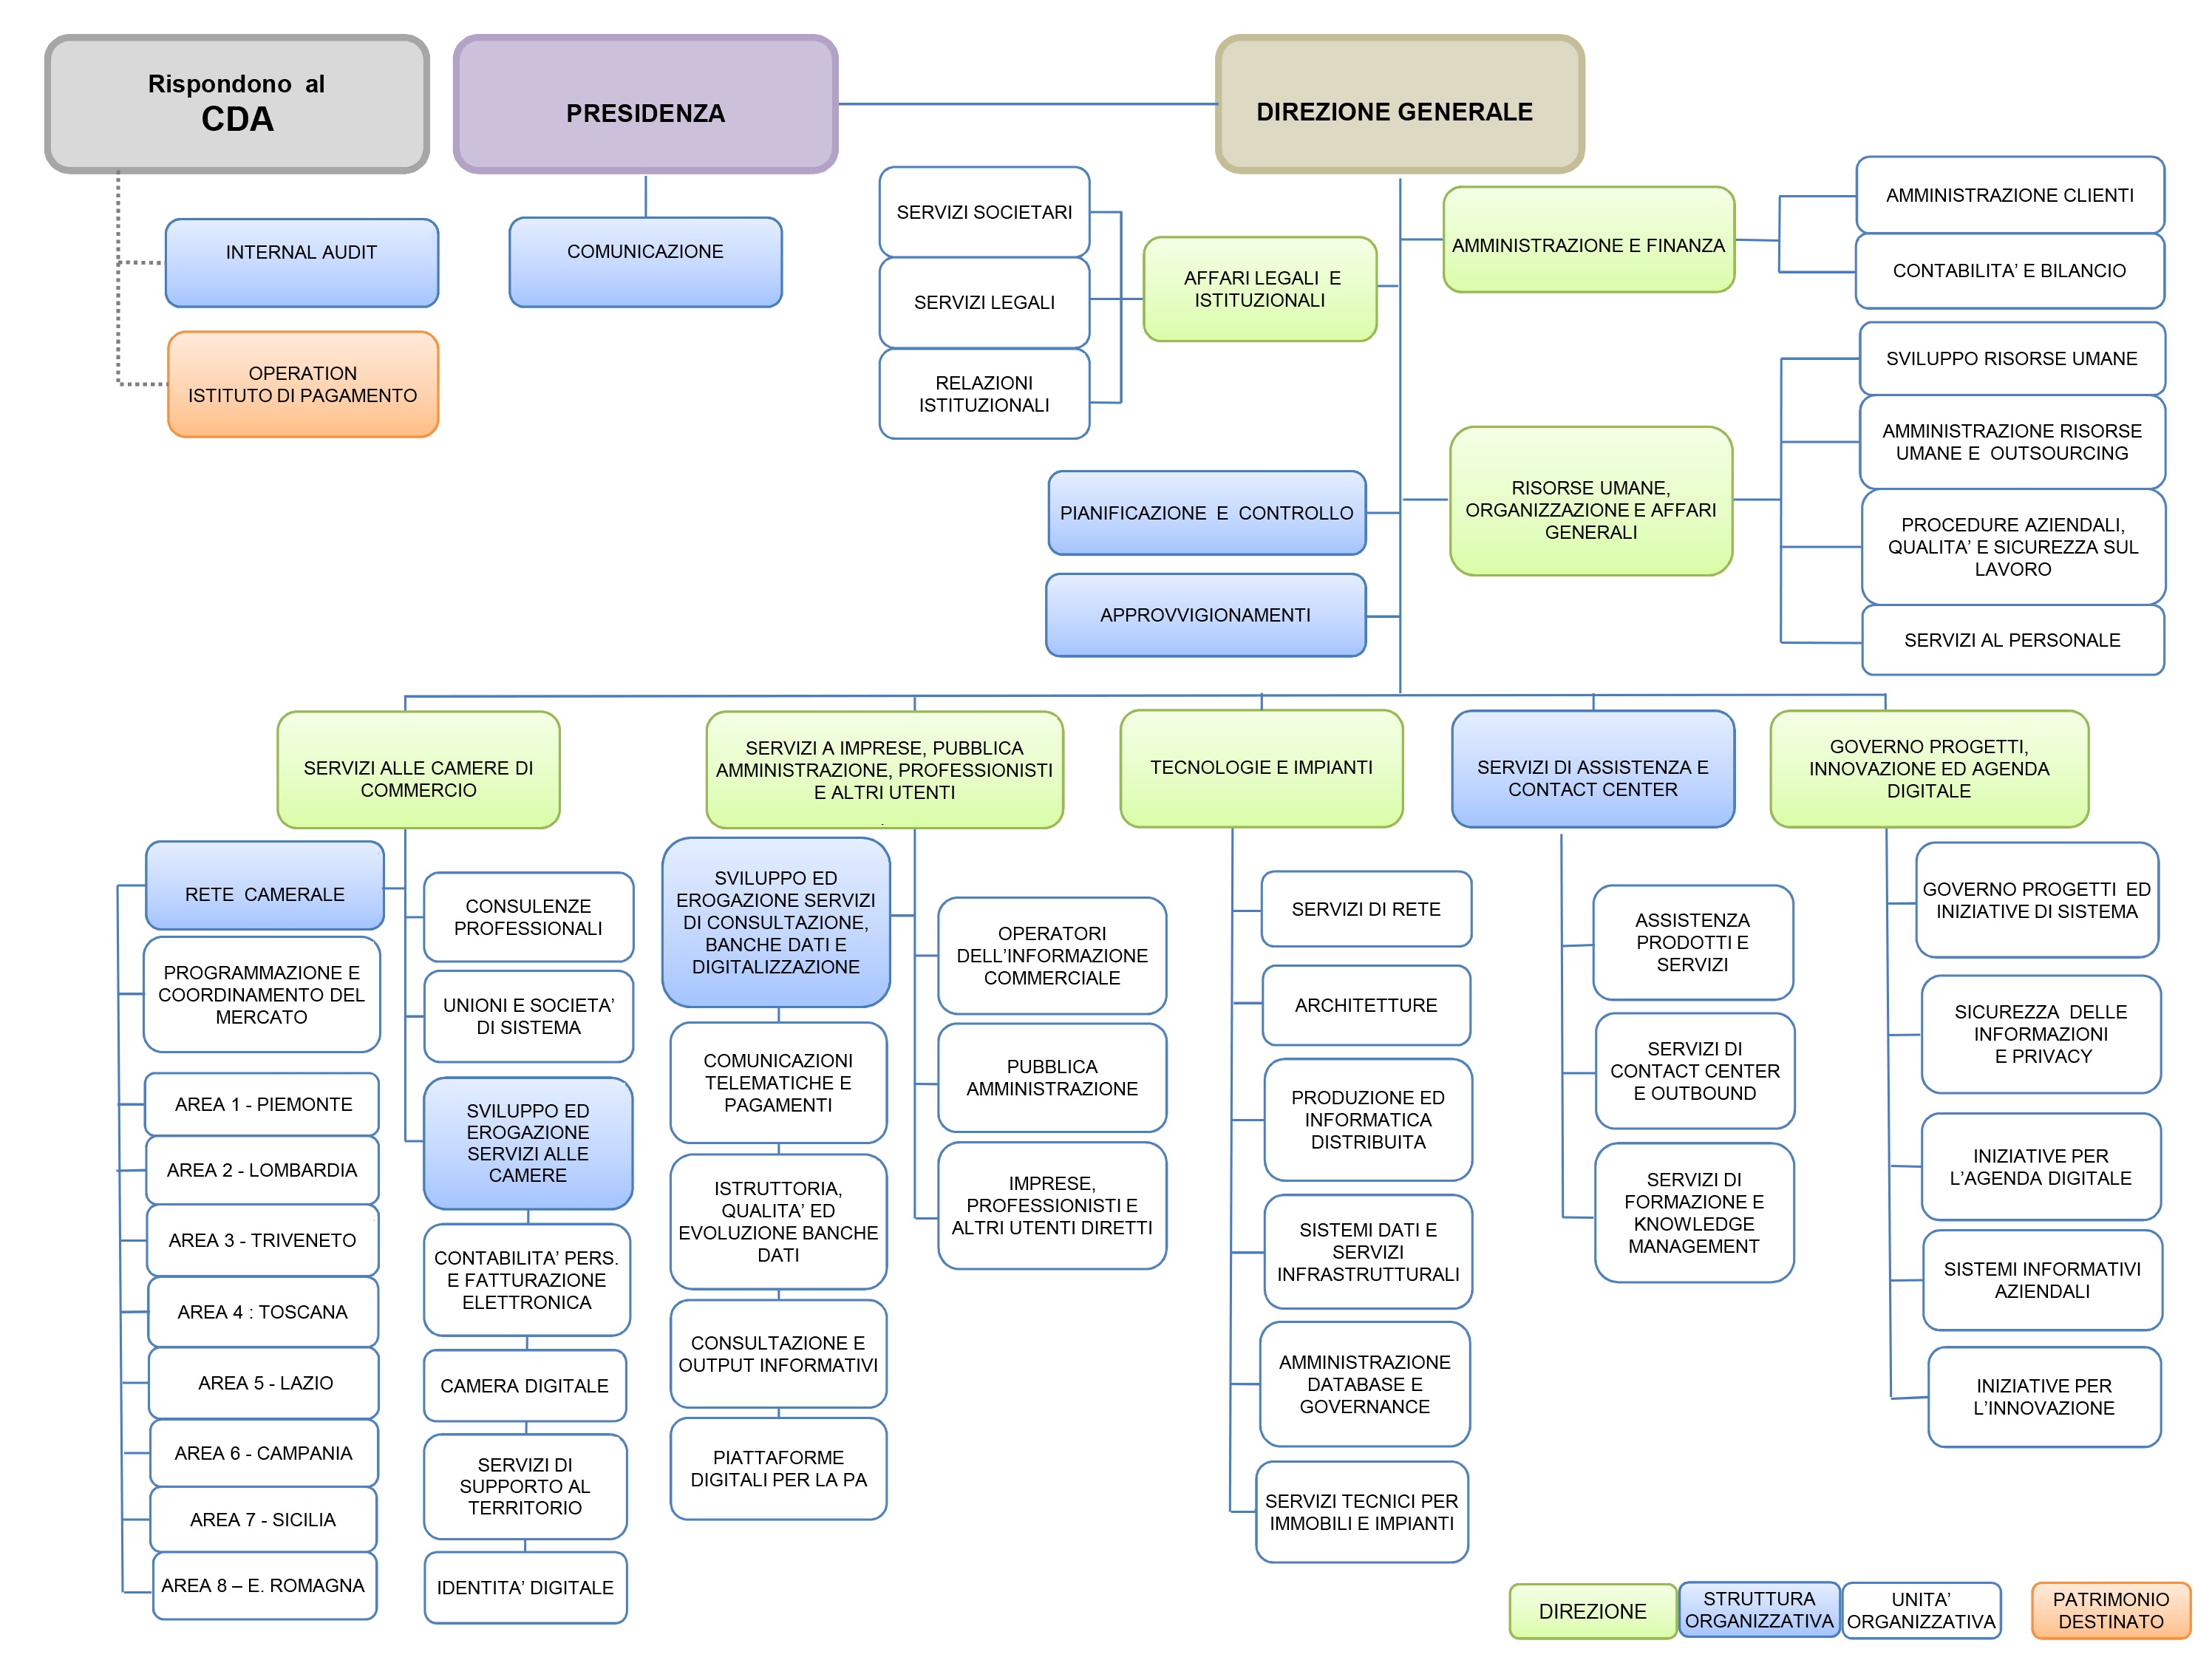 Rispondono al
CDA
PRESIDENZA
DIREZIONE GENERALE
INTERNAL AUDIT
OPERATION
ISTITUTO DI PAGAMENTO
COMUNICAZIONE
SERVIZI SOCIETARI
SERVIZI LEGALI
RELAZIONI
ISTITUZIONALI
AFFARI LEGALI E
ISTITUZIONALI
AMMINISTRAZIONE E FINANZA
AMMINISTRAZIONE CLIENTI
CONTABILITA’ E BILANCIO
PIANIFICAZIONE E CONTROLLO
APPROVVIGIONAMENTI
RISORSE UMANE,
ORGANIZZAZIONE E AFFARI
GENERALI
SVILUPPO RISORSE UMANE
AMMINISTRAZIONE RISORSE
UMANE E OUTSOURCING
PROCEDURE AZIENDALI,
QUALITA’ E SICUREZZA SUL
LAVORO
SERVIZI AL PERSONALE
SERVIZI ALLE CAMERE DI
COMMERCIO
RETE CAMERALE
PROGRAMMAZIONE E
COORDINAMENTO DEL
MERCATO
AREA 1 - PIEMONTE
AREA 2 - LOMBARDIA
AREA 3 - TRIVENETO
AREA 4 : TOSCANA
AREA 5 - LAZIO
AREA 6 - CAMPANIA
AREA 7 - SICILIA
AREA 8 – E. ROMAGNA
CONSULENZE
PROFESSIONALI
UNIONI E SOCIETA’
DI SISTEMA
SVILUPPO ED
EROGAZIONE
SERVIZI ALLE
CAMERE
CONTABILITA’ PERS.
E FATTURAZIONE
ELETTRONICA
CAMERA DIGITALE
SERVIZI DI
SUPPORTO AL
TERRITORIO
IDENTITA’ DIGITALE
SERVIZI A IMPRESE, PUBBLICA
AMMINISTRAZIONE, PROFESSIONISTI
E ALTRI UTENTI
.
SVILUPPO ED
EROGAZIONE SERVIZI
DI CONSULTAZIONE,
BANCHE DATI E
DIGITALIZZAZIONE
COMUNICAZIONI
TELEMATICHE E
PAGAMENTI
ISTRUTTORIA,
QUALITA’ ED
EVOLUZIONE BANCHE
DATI
CONSULTAZIONE E
OUTPUT INFORMATIVI
PIATTAFORME
DIGITALI PER LA PA
OPERATORI
DELL’INFORMAZIONE
COMMERCIALE
PUBBLICA
AMMINISTRAZIONE
IMPRESE,
PROFESSIONISTI E
ALTRI UTENTI DIRETTI
TECNOLOGIE E IMPIANTI
SERVIZI DI RETE
ARCHITETTURE
PRODUZIONE ED
INFORMATICA
DISTRIBUITA
SISTEMI DATI E
SERVIZI
INFRASTRUTTURALI
AMMINISTRAZIONE
DATABASE E
GOVERNANCE
SERVIZI TECNICI PER
IMMOBILI E IMPIANTI
SERVIZI DI ASSISTENZA E
CONTACT CENTER
ASSISTENZA
PRODOTTI E
SERVIZI
SERVIZI DI
CONTACT CENTER
E OUTBOUND
SERVIZI DI
FORMAZIONE E
KNOWLEDGE
MANAGEMENT
GOVERNO PROGETTI,
INNOVAZIONE ED AGENDA
DIGITALE
GOVERNO PROGETTI ED
INIZIATIVE DI SISTEMA
SICUREZZA DELLE
INFORMAZIONI
E PRIVACY
INIZIATIVE PER
L’AGENDA DIGITALE
SISTEMI INFORMATIVI
AZIENDALI
INIZIATIVE PER
L’INNOVAZIONE
DIREZIONE
STRUTTURA
ORGANIZZATIVA
UNITA’
ORGANIZZATIVA
PATRIMONIO
DESTINATO